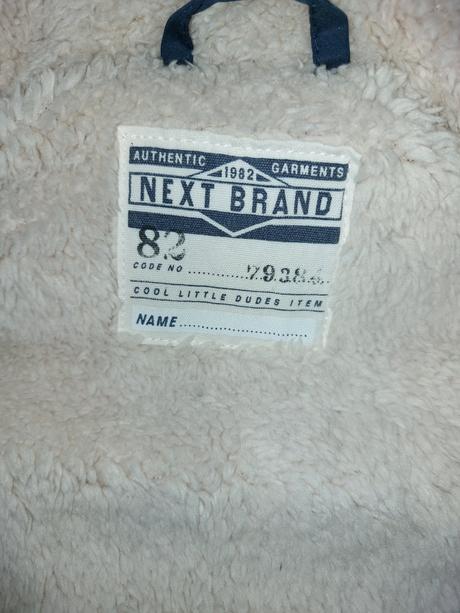 AUTHENTIC GARMENTS
1982
NEXT BRAND
82
CODE NO ...............
COOL LITTLE DUDES ITEM
NAME...........................